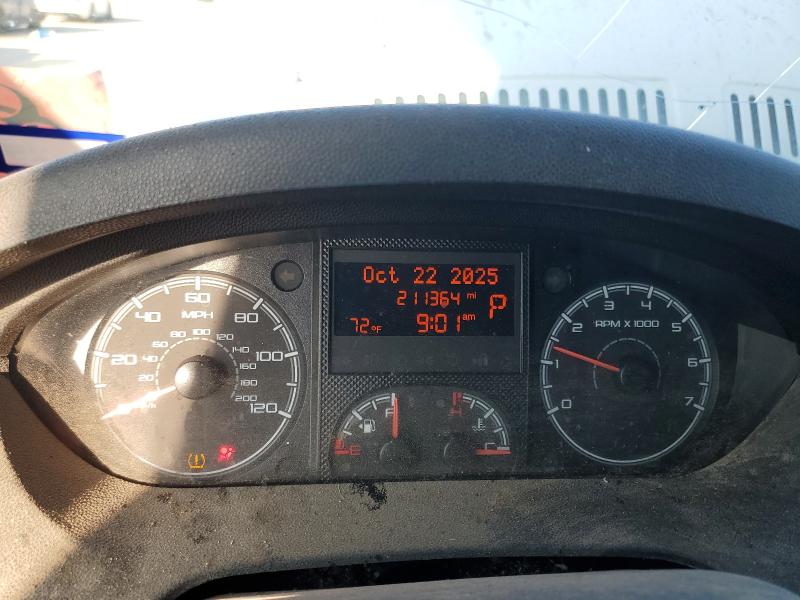 Oct 22 2025
211364 mi P
72°F 9:01 am
60
40 MPH 80
80 100
60 120
20 40 140 100
20 160
180
200 120
km/h
3 4
2 RPM X 1000 5
1 6
0 7
F H
E C